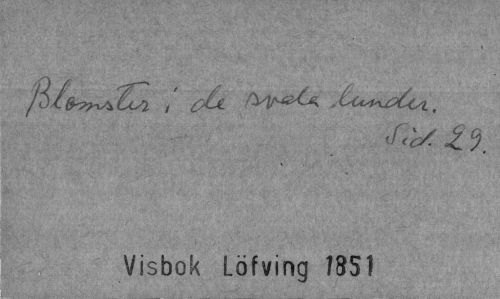 Blomster i de svala lunder.
Sid. 29.
Visbok Löfving 1851